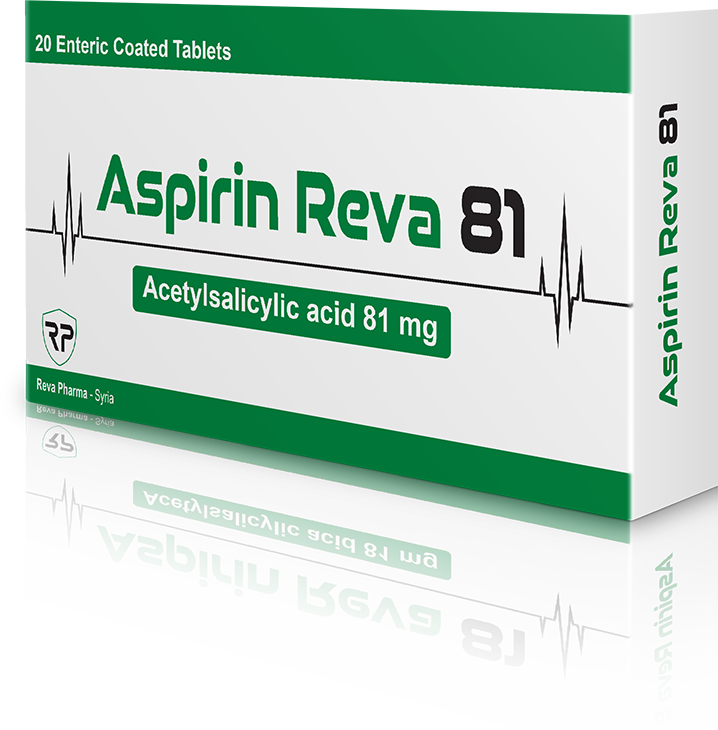 20 Enteric Coated Tablets
Aspirin Reva 81
Acetylsalicylic acid 81 mg
RP
Reva Pharma - Syria
Aspirin Reva 81